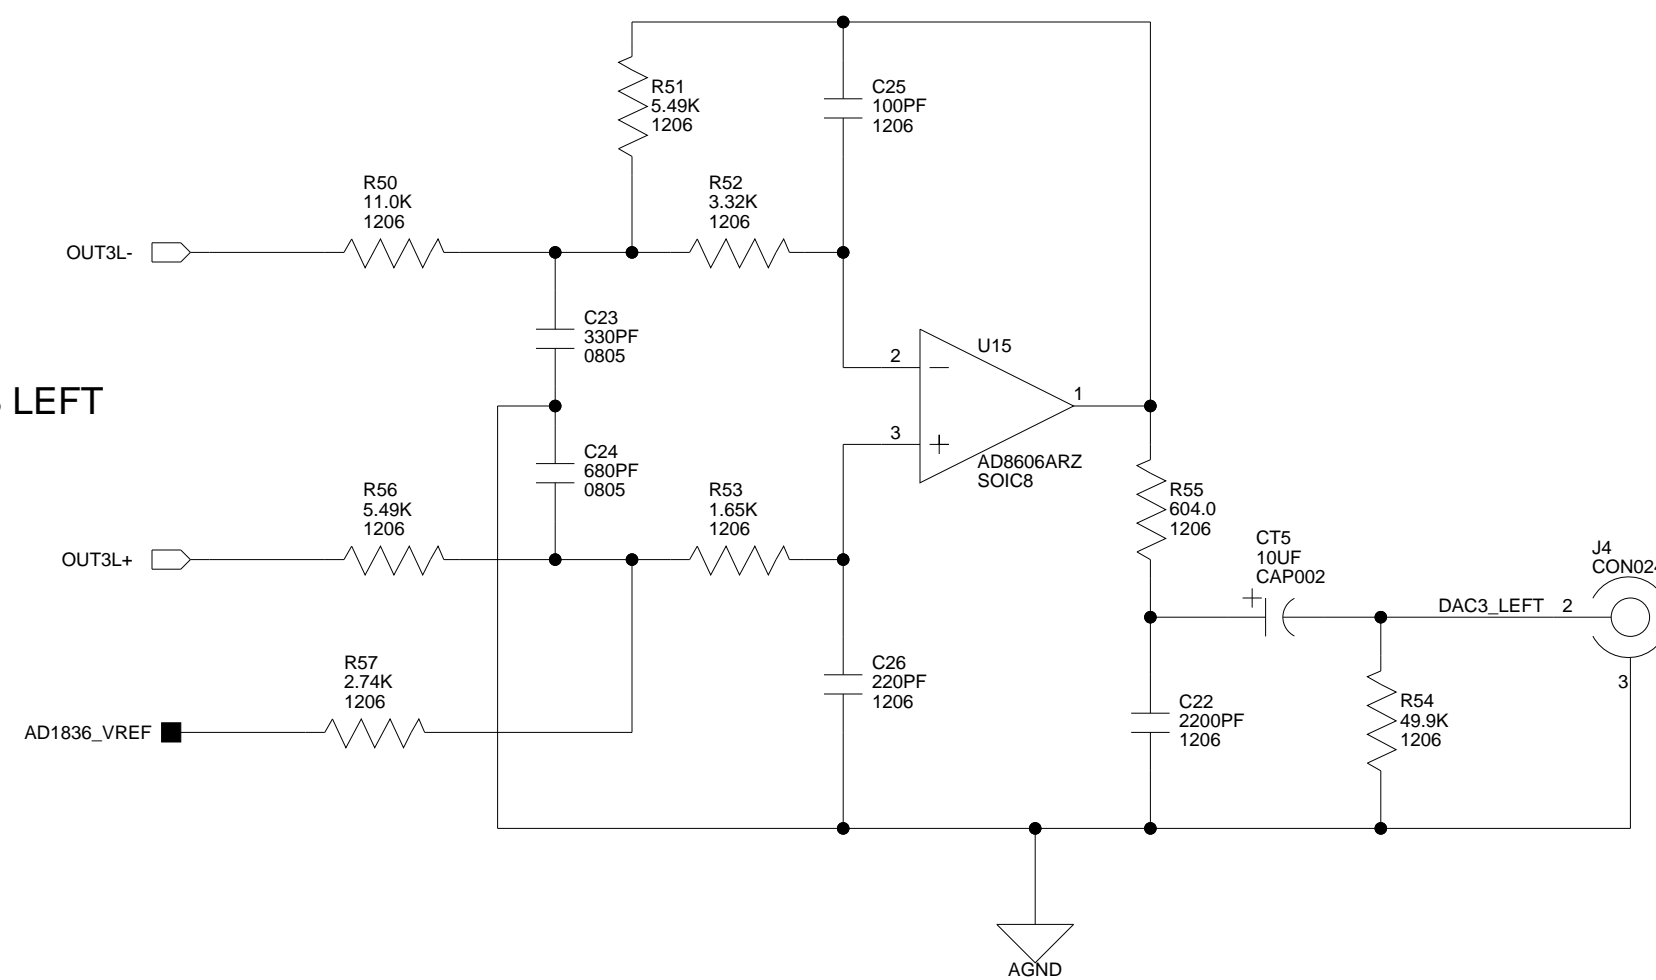 R51
5.49K
1206
C25
100PF
1206
R50
11.0K
1206
R52
3.32K
1206
OUT3L-
C23
330PF
0805
U15
2
1
LEFT
3
C24
680PF
0805
AD8606ARZ
SOIC8
R56
5.49K
1206
R53
1.65K
1206
R55
604.0
1206
OUT3L+
CT5
10UF
CAP002
J4
CON024
DAC3_LEFT 2
R57
2.74K
1206
C26
220PF
1206
3
C22
2200PF
1206
R54
49.9K
1206
AD1836_VREF
AGND